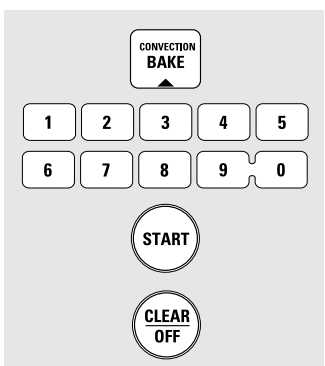 CONVECTION
BAKE
1 2 3 4 5
6 7 8 9 0
START
CLEAR
OFF